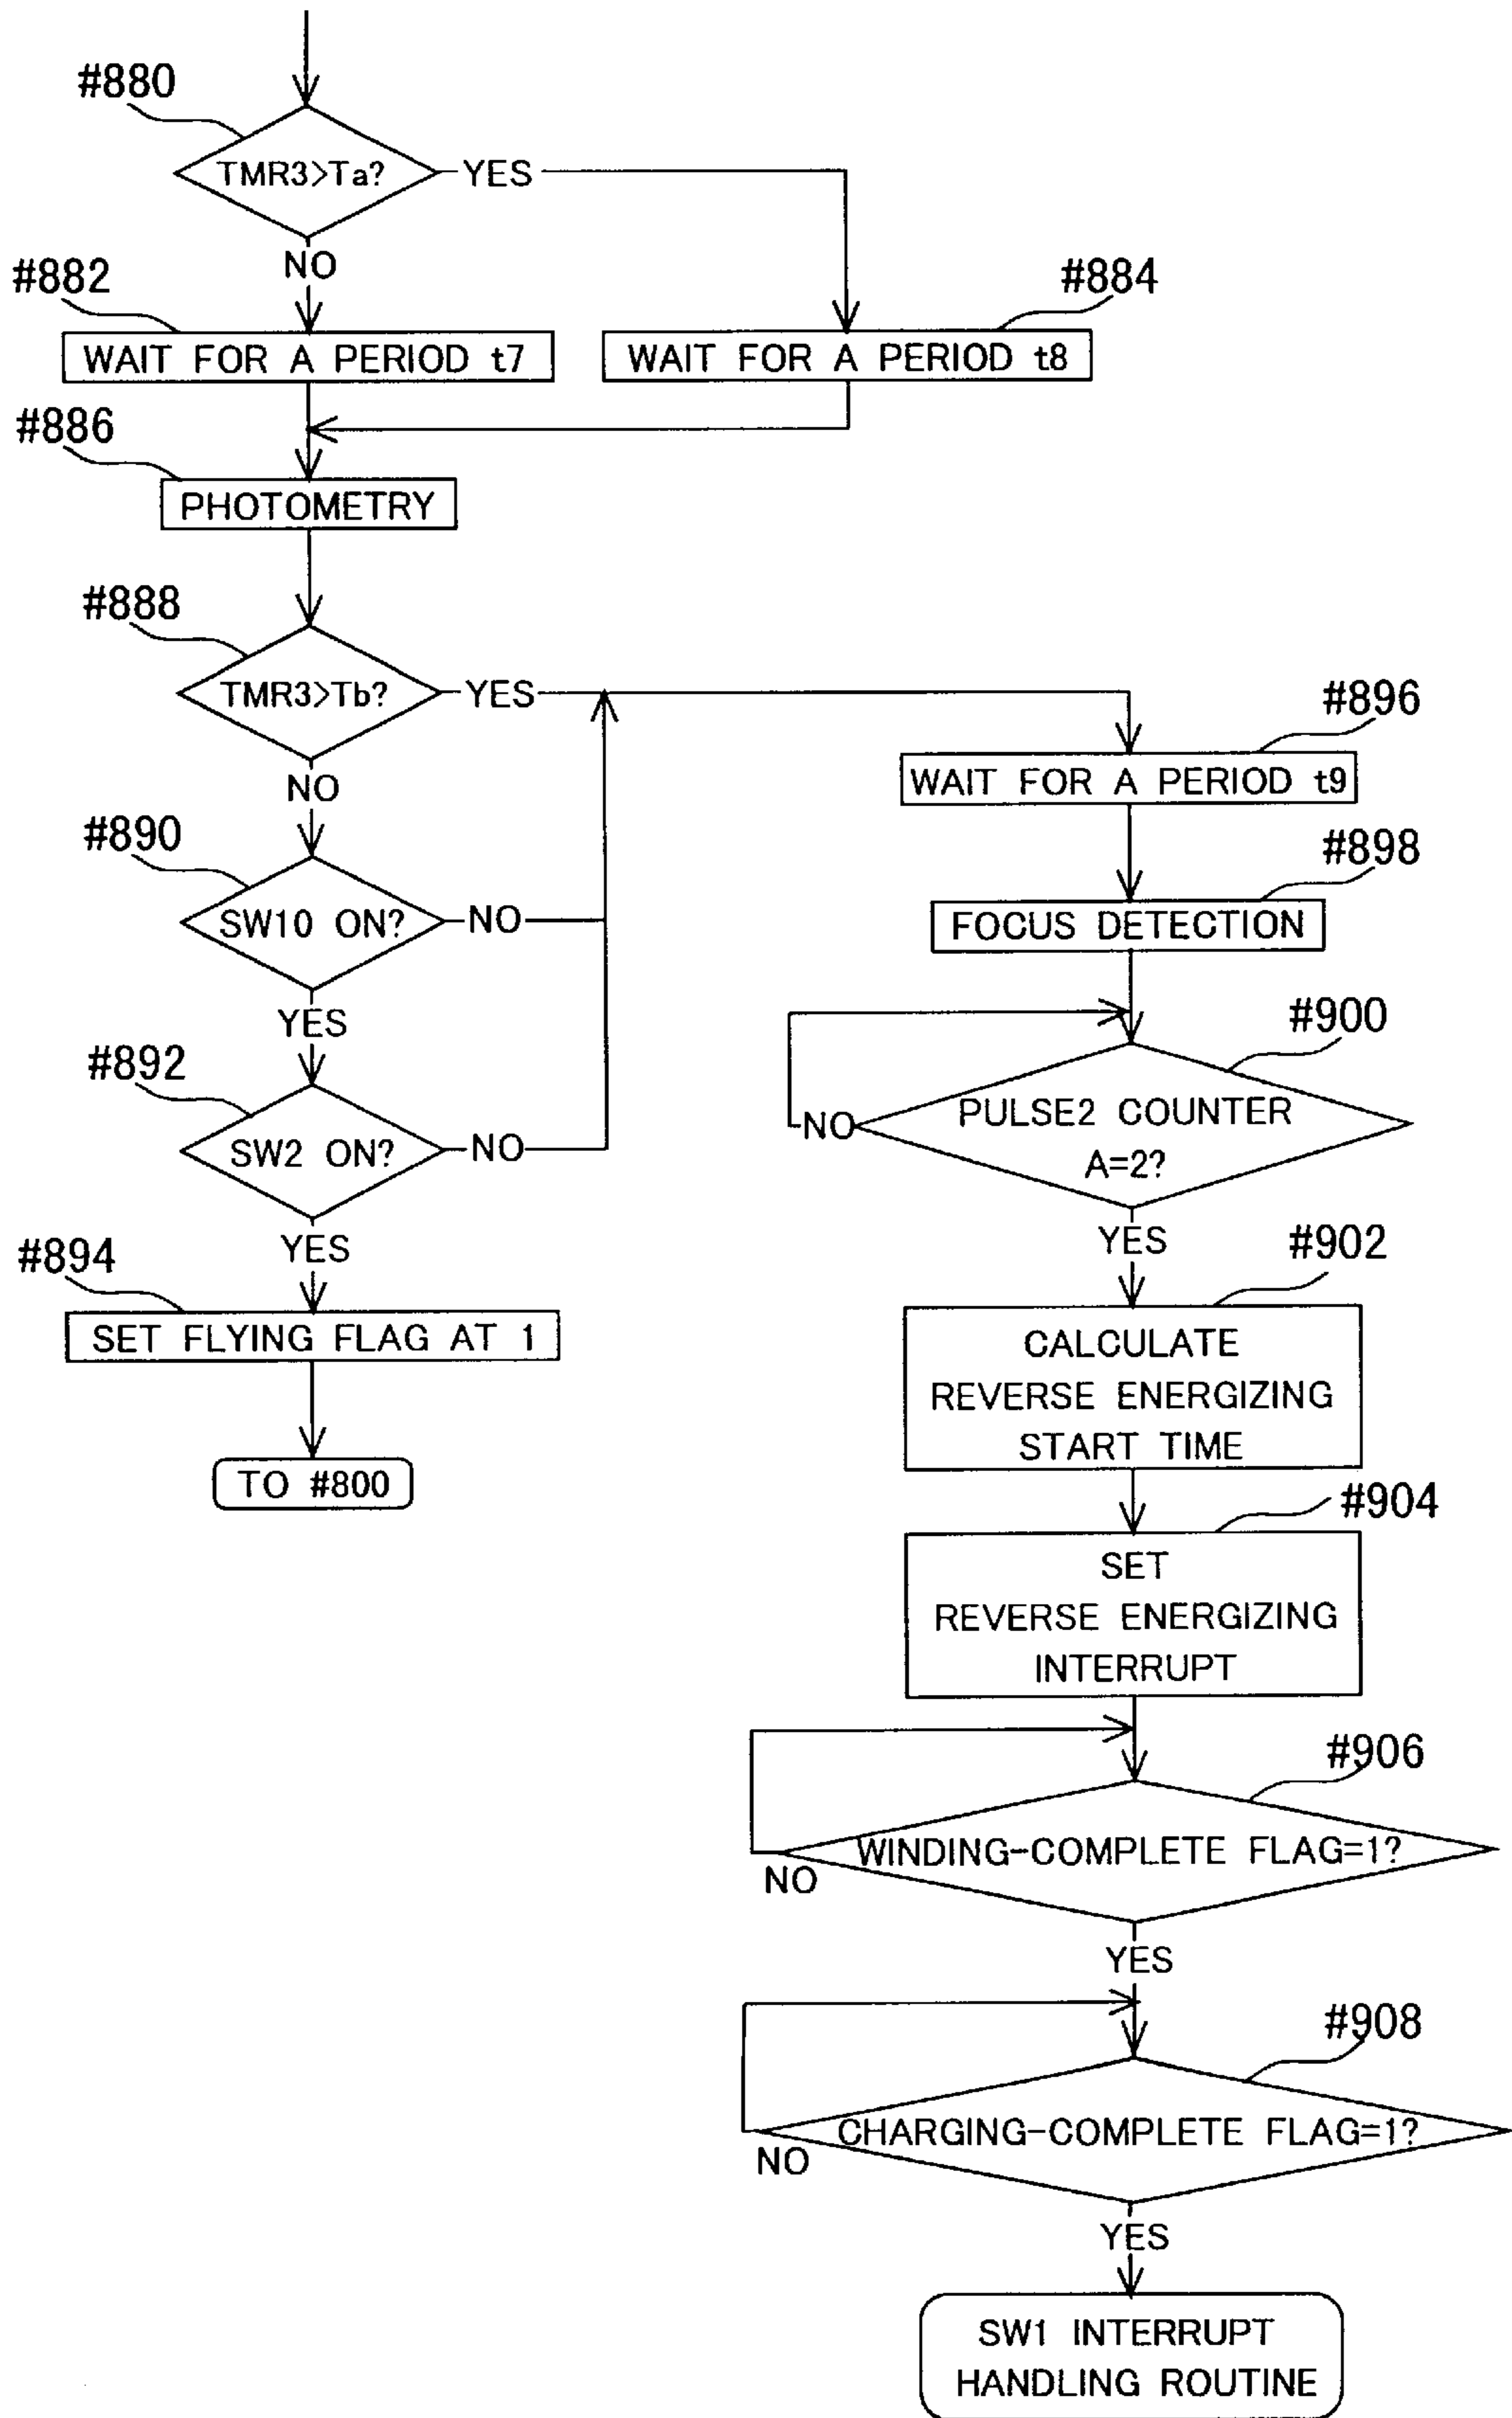 #880
TMR3>Ta?
YES
NO
#882
#884
WAIT FOR A PERIOD t7
WAIT FOR A PERIOD t8
#886
PHOTOMETRY
#888
TMR3>Tb?
YES
NO
#890
SW10 ON?
NO
YES
#892
SW2 ON?
NO
YES
#894
SET FLYING FLAG AT 1
TO #800
#896
WAIT FOR A PERIOD t9
#898
FOCUS DETECTION
#900
PULSE2 COUNTER
A=2?
NO
YES
#902
CALCULATE
REVERSE ENERGIZING
START TIME
#904
SET
REVERSE ENERGIZING
INTERRUPT
#906
WINDING-COMPLETE FLAG=1?
NO
YES
#908
CHARGING-COMPLETE FLAG=1?
NO
YES
SW1 INTERRUPT
HANDLING ROUTINE